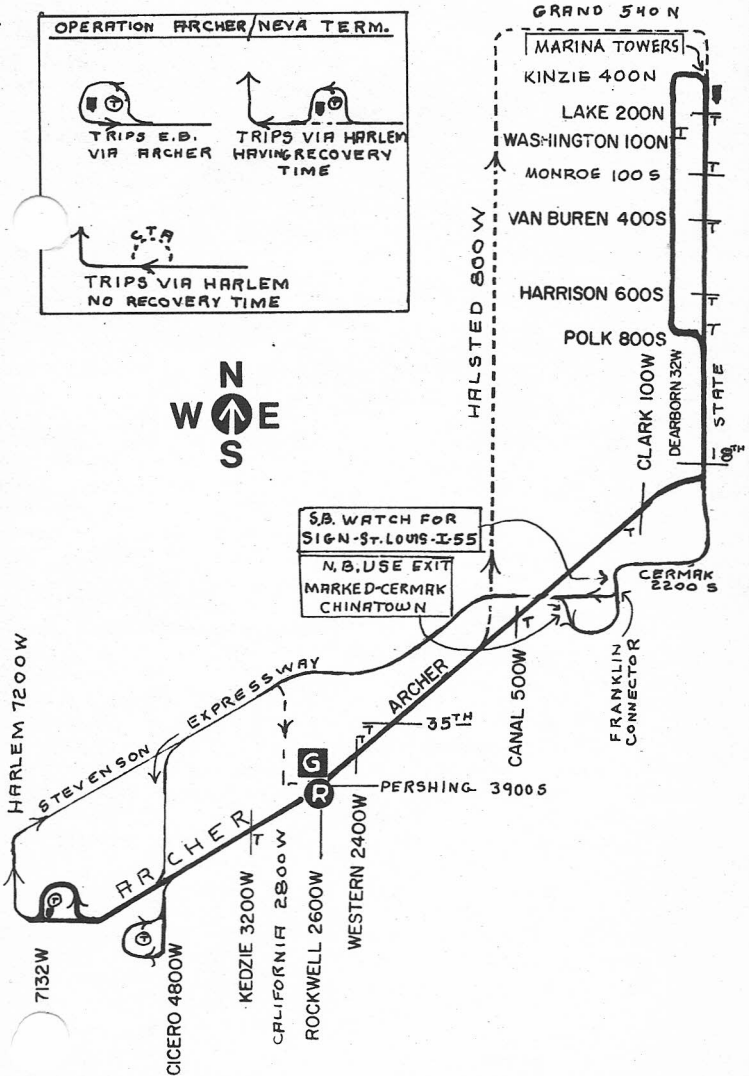 OPERATION ARCHER/NEVA TERM.
T
TRIPS E.B.
VIA ARCHER
T
TRIPS VIA HARLEM
HAVING RECOVERY
TIME
C.T.A
TRIPS VIA HARLEM
NO RECOVERY TIME
GRAND 540 N
MARINA TOWERS
KINZIE 400N
LAKE 200N
T
WASHINGTON 100N
T
MONROE 100 S
T
VAN BUREN 400S
T
HARRISON 600S
T
T
POLK 800S
HALSTED 800 W
CLARK 100W
DEARBORN 32W
STATE
18TH
N
W E
S
T
S.B. WATCH FOR
SIGN-ST. LOUIS-I-55
N.B. USE EXIT
MARKED-CERMAK
CHINATOWN
CERMAK
2200 S
T
CANAL 500W
FRANKLIN
CONNECTOR
HARLEM 7200W
STEVENSON EXPRESSWAY
ARCHER
35TH
T
T
G
R
PERSHING 3900S
ARCHER
T
T
T
7132W
CICERO 4800W
KEDZIE 3200W
CALIFORNIA 2800W
ROCKWELL 2600W
WESTERN 2400W